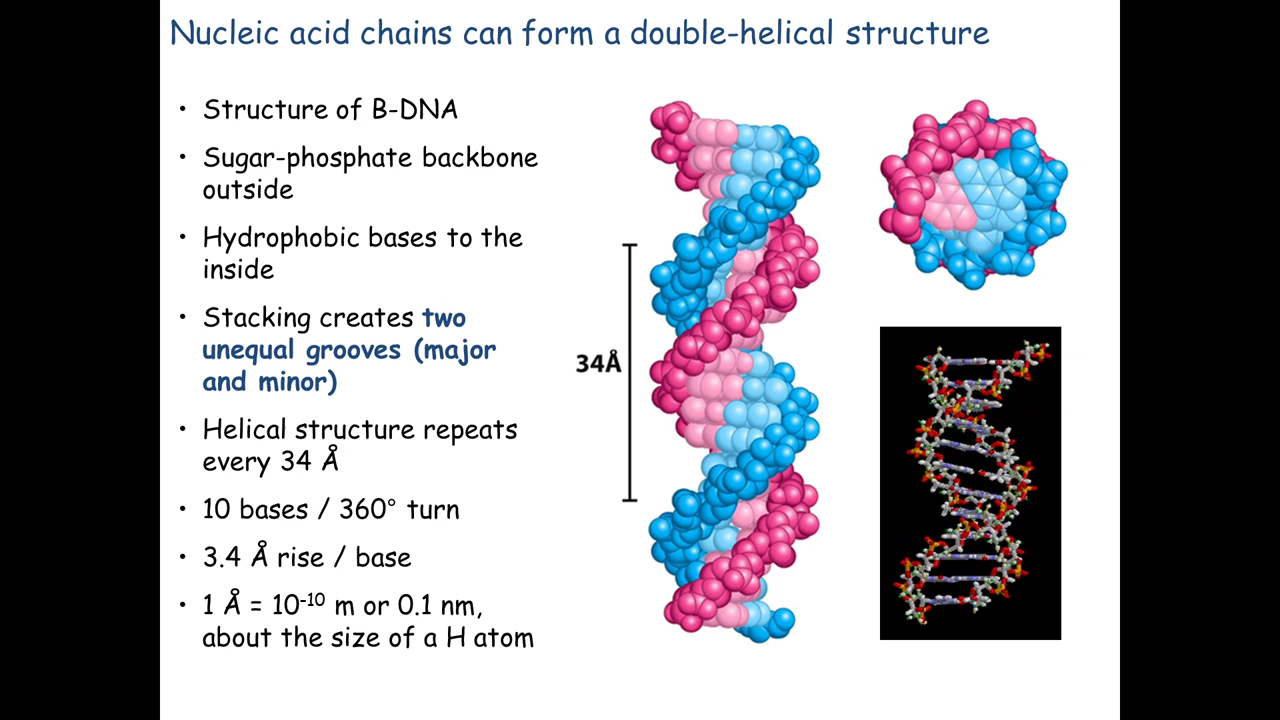 Nucleic acid chains can form a double-helical structure
• Structure of B-DNA
• Sugar-phosphate backbone
outside
• Hydrophobic bases to the
inside
• Stacking creates two
unequal grooves (major
and minor)
• Helical structure repeats
every 34 Å
• 10 bases / 360° turn
• 3.4 Å rise / base
• 1 Å = 10⁻¹⁰ m or 0.1 nm,
about the size of a H atom
34Å